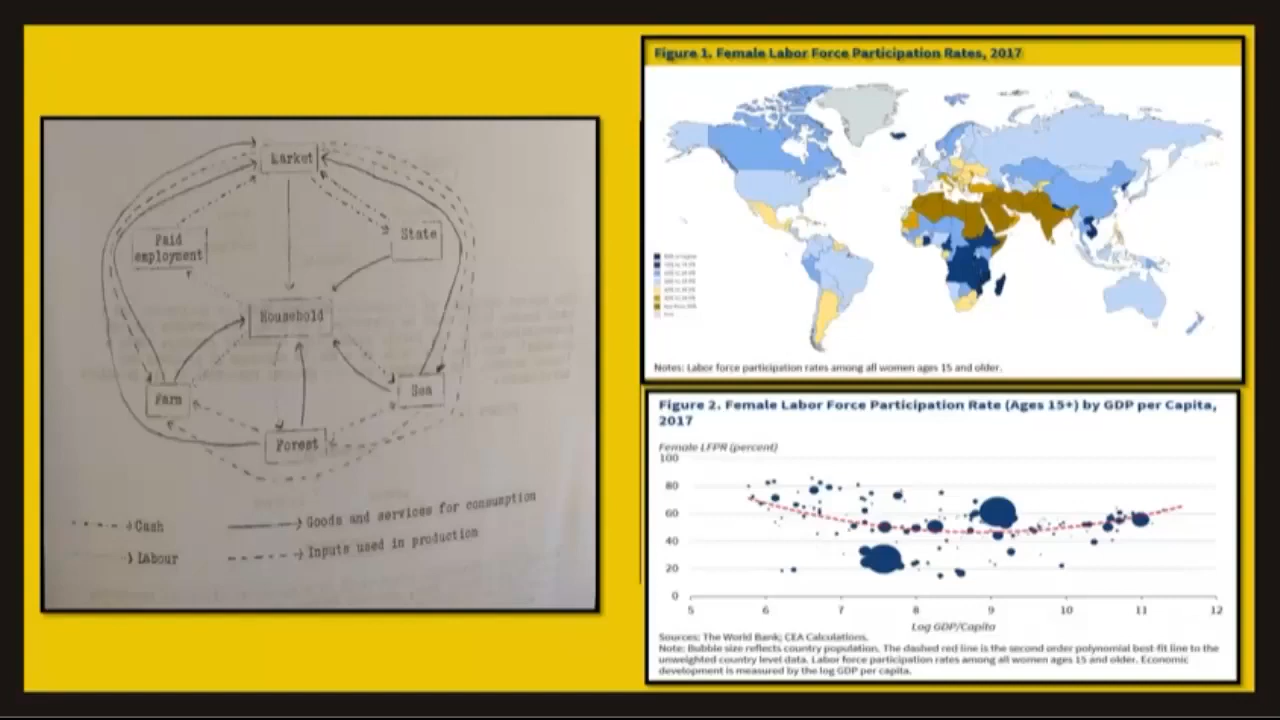 Market
Paid
employment
State
Household
Farm
Sea
Forest
Cash
Goods and services for consumption
Labour
Inputs used in production
Figure 1. Female Labor Force Participation Rates, 2017
Notes: Labor force participation rates among all women ages 15 and older.
Figure 2. Female Labor Force Participation Rate (Ages 15+) by GDP per Capita,
2017
Female LFPR (percent)
100
80
60
40
20
0
5 6 7 8 9 10 11 12
Log GDP/Capita
Sources: The World Bank; CEA Calculations.
Note: Bubble size reflects country population. The dashed red line is the second order polynomial best-fit line to the
unweighted country level data. Labor force participation rates among all women ages 15 and older. Economic
development is measured by the log GDP per capita.